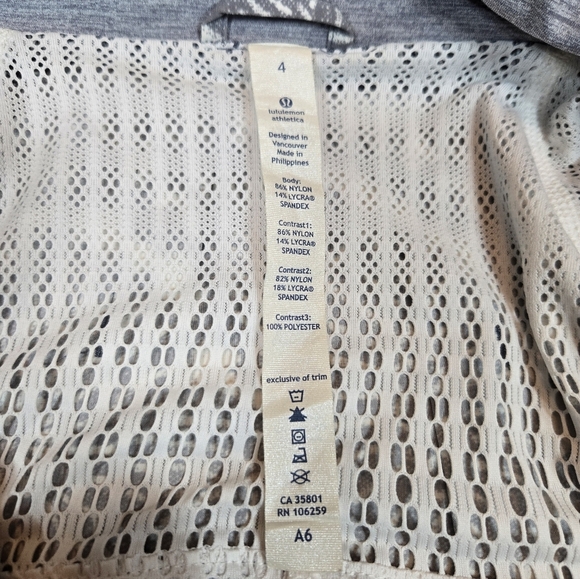 4
lululemon
athletica
Designed in
Vancouver
Made in
Philippines
Body:
86% NYLON
14% LYCRA®
SPANDEX
Contrast1:
86% NYLON
14% LYCRA®
SPANDEX
Contrast2:
82% NYLON
18% LYCRA®
SPANDEX
Contrast3:
100% POLYESTER
exclusive of trim
CA 35801
RN 106259
A6